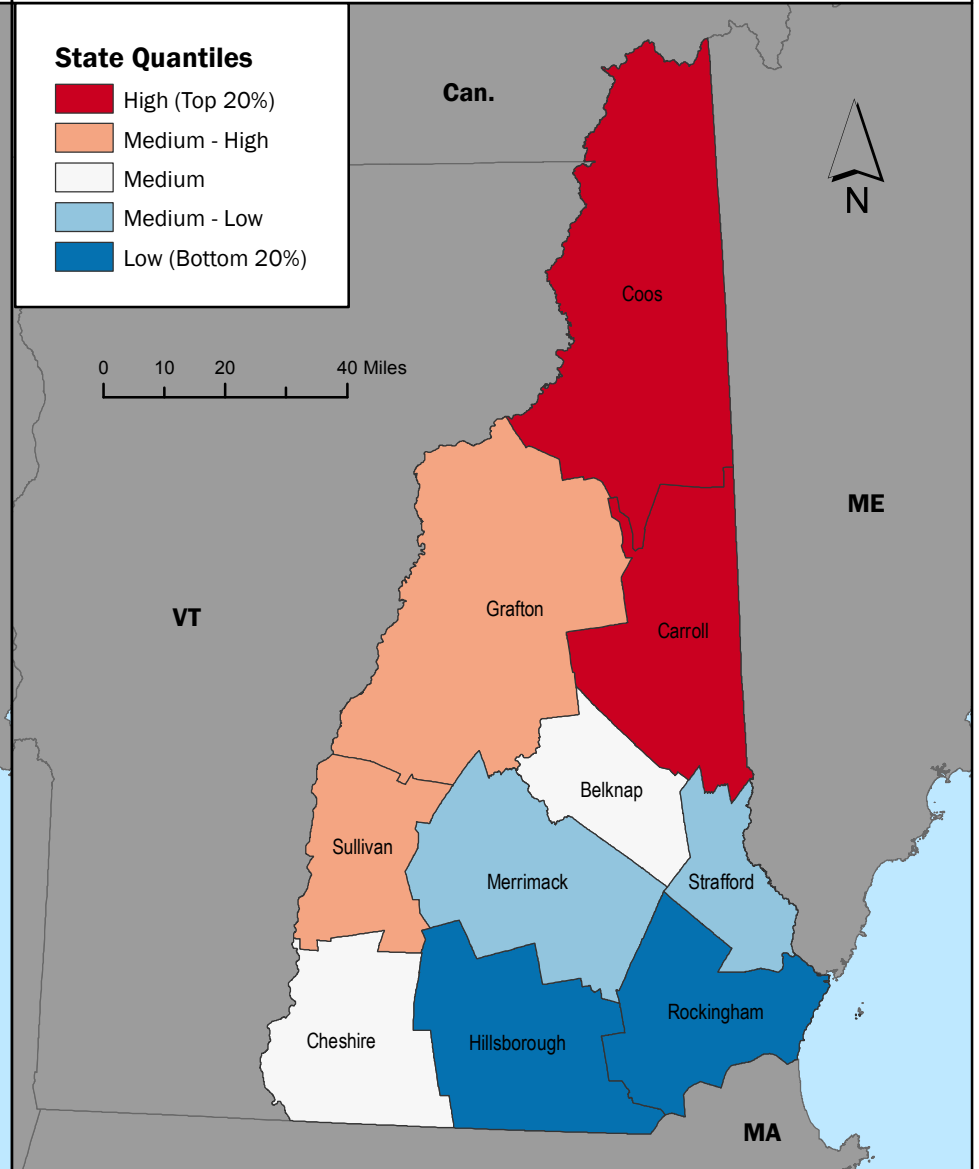 State Quantiles
High (Top 20%)
Medium - High
Medium
Medium - Low
Low (Bottom 20%)
Can.
N
Coos
0 10 20 40 Miles
ME
Grafton
VT
Carroll
Belknap
Sullivan
Merrimack
Strafford
Rockingham
Cheshire
Hillsborough
MA